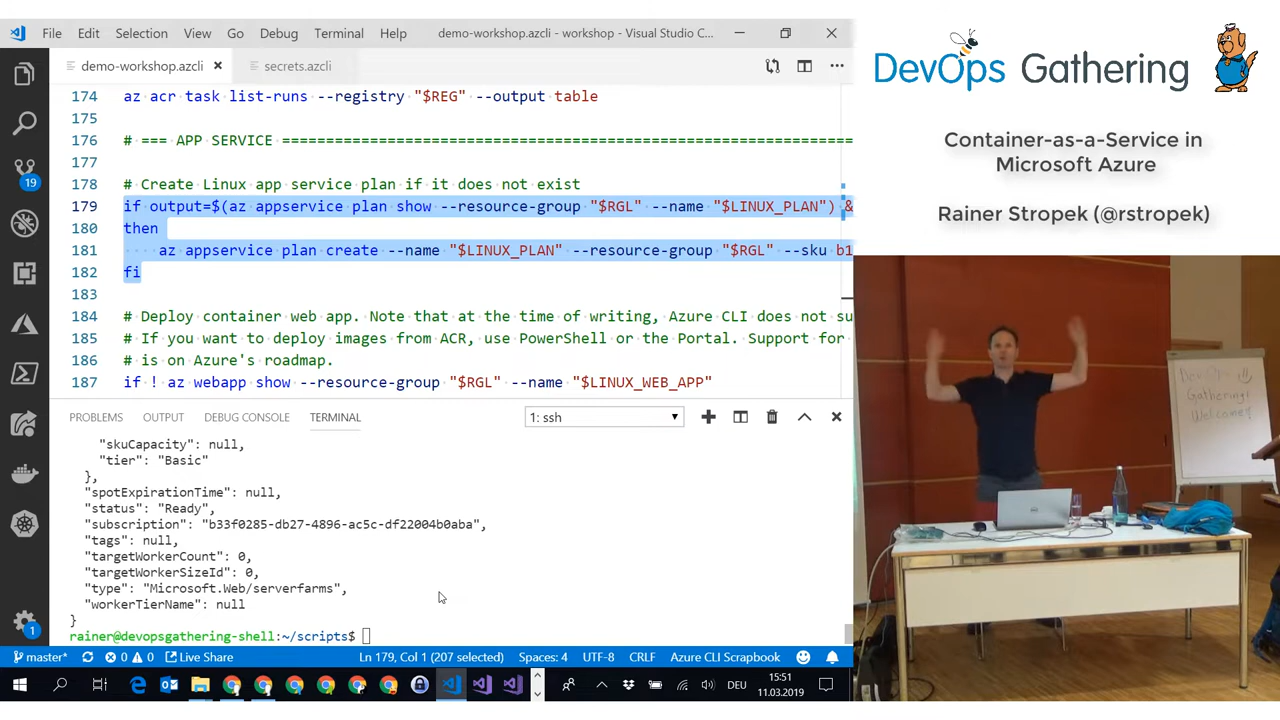 File Edit Selection View Go Debug Terminal Help demo-workshop.azcli - workshop - Visual Studio C...
demo-workshop.azcli secrets.azcli
174 az acr task list-runs --registry "$REG" --output table
175
176 # === APP SERVICE =================================================================
177
178 # Create Linux app service plan if it does not exist
179 if output=$(az appservice plan show --resource-group "$RGL" --name "$LINUX_PLAN") &
180 then
181 az appservice plan create --name "$LINUX_PLAN" --resource-group "$RGL" --sku b1
182 fi
183
184 # Deploy container web app. Note that at the time of writing, Azure CLI does not su
185 # If you want to deploy images from ACR, use PowerShell or the Portal. Support for
186 # is on Azure's roadmap.
187 if ! az webapp show --resource-group "$RGL" --name "$LINUX_WEB_APP"
19
PROBLEMS OUTPUT DEBUG CONSOLE TERMINAL 1: ssh
"skuCapacity": null,
"tier": "Basic"
},
"spotExpirationTime": null,
"status": "Ready",
"subscription": "b33f0285-db27-4896-ac5c-df22004b0aba",
"tags": null,
"targetWorkerCount": 0,
"targetWorkerSizeId": 0,
"type": "Microsoft.Web/serverfarms",
"workerTierName": null
}
rainer@devopsgathering-shell:~/scripts$
1
master* 0 0 Live Share Ln 179, Col 1 (207 selected) Spaces: 4 UTF-8 CRLF Azure CLI Scrapbook
DEU
15:51
11.03.2019
DevOps Gathering
Container-as-a-Service in
Microsoft Azure
Rainer Stropek (@rstropek)
DevOps
Gathering!
Welcome!
DELL